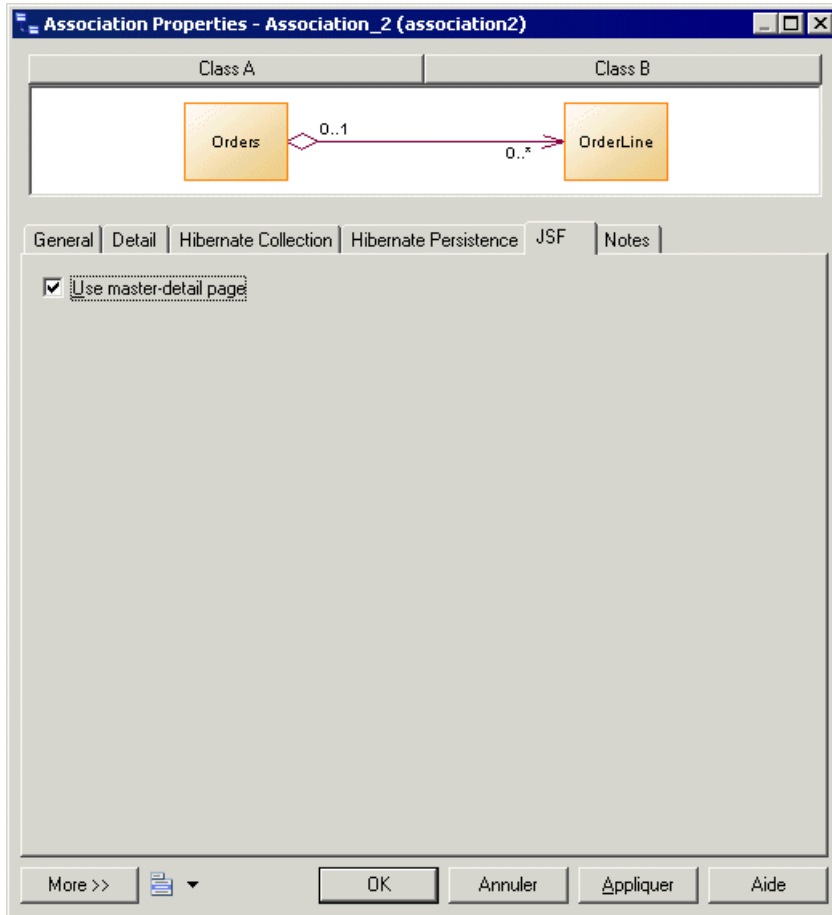 Association Properties - Association_2 (association2)
Class A Class B
Orders 0..1 0..* OrderLine
General Detail Hibernate Collection Hibernate Persistence JSF Notes
Use master-detail page
More >> OK Annuler Appliquer Aide